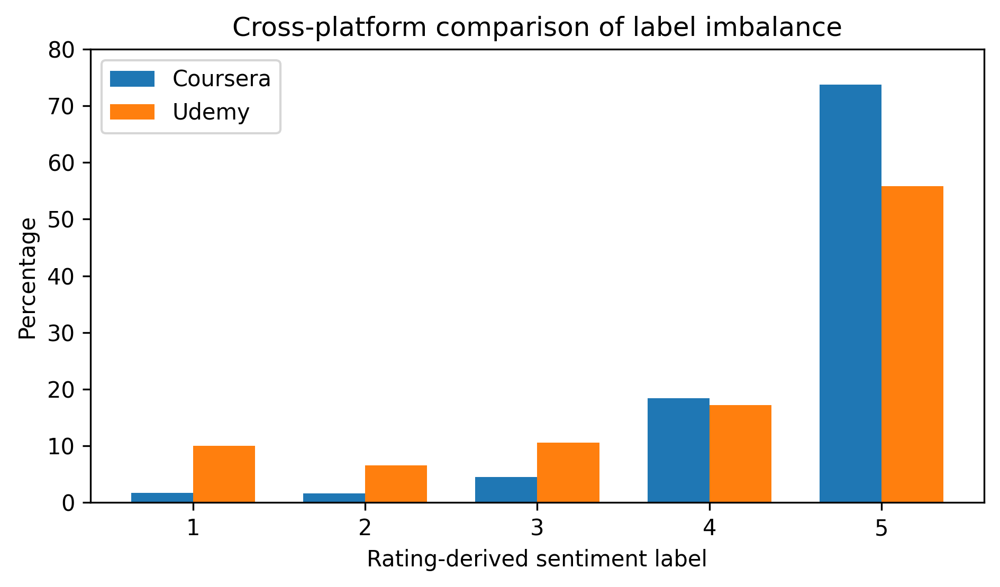 Cross-platform comparison of label imbalance
Coursera
Udemy
Percentage
80
70
60
50
40
30
20
10
0
1 2 3 4 5
Rating-derived sentiment label